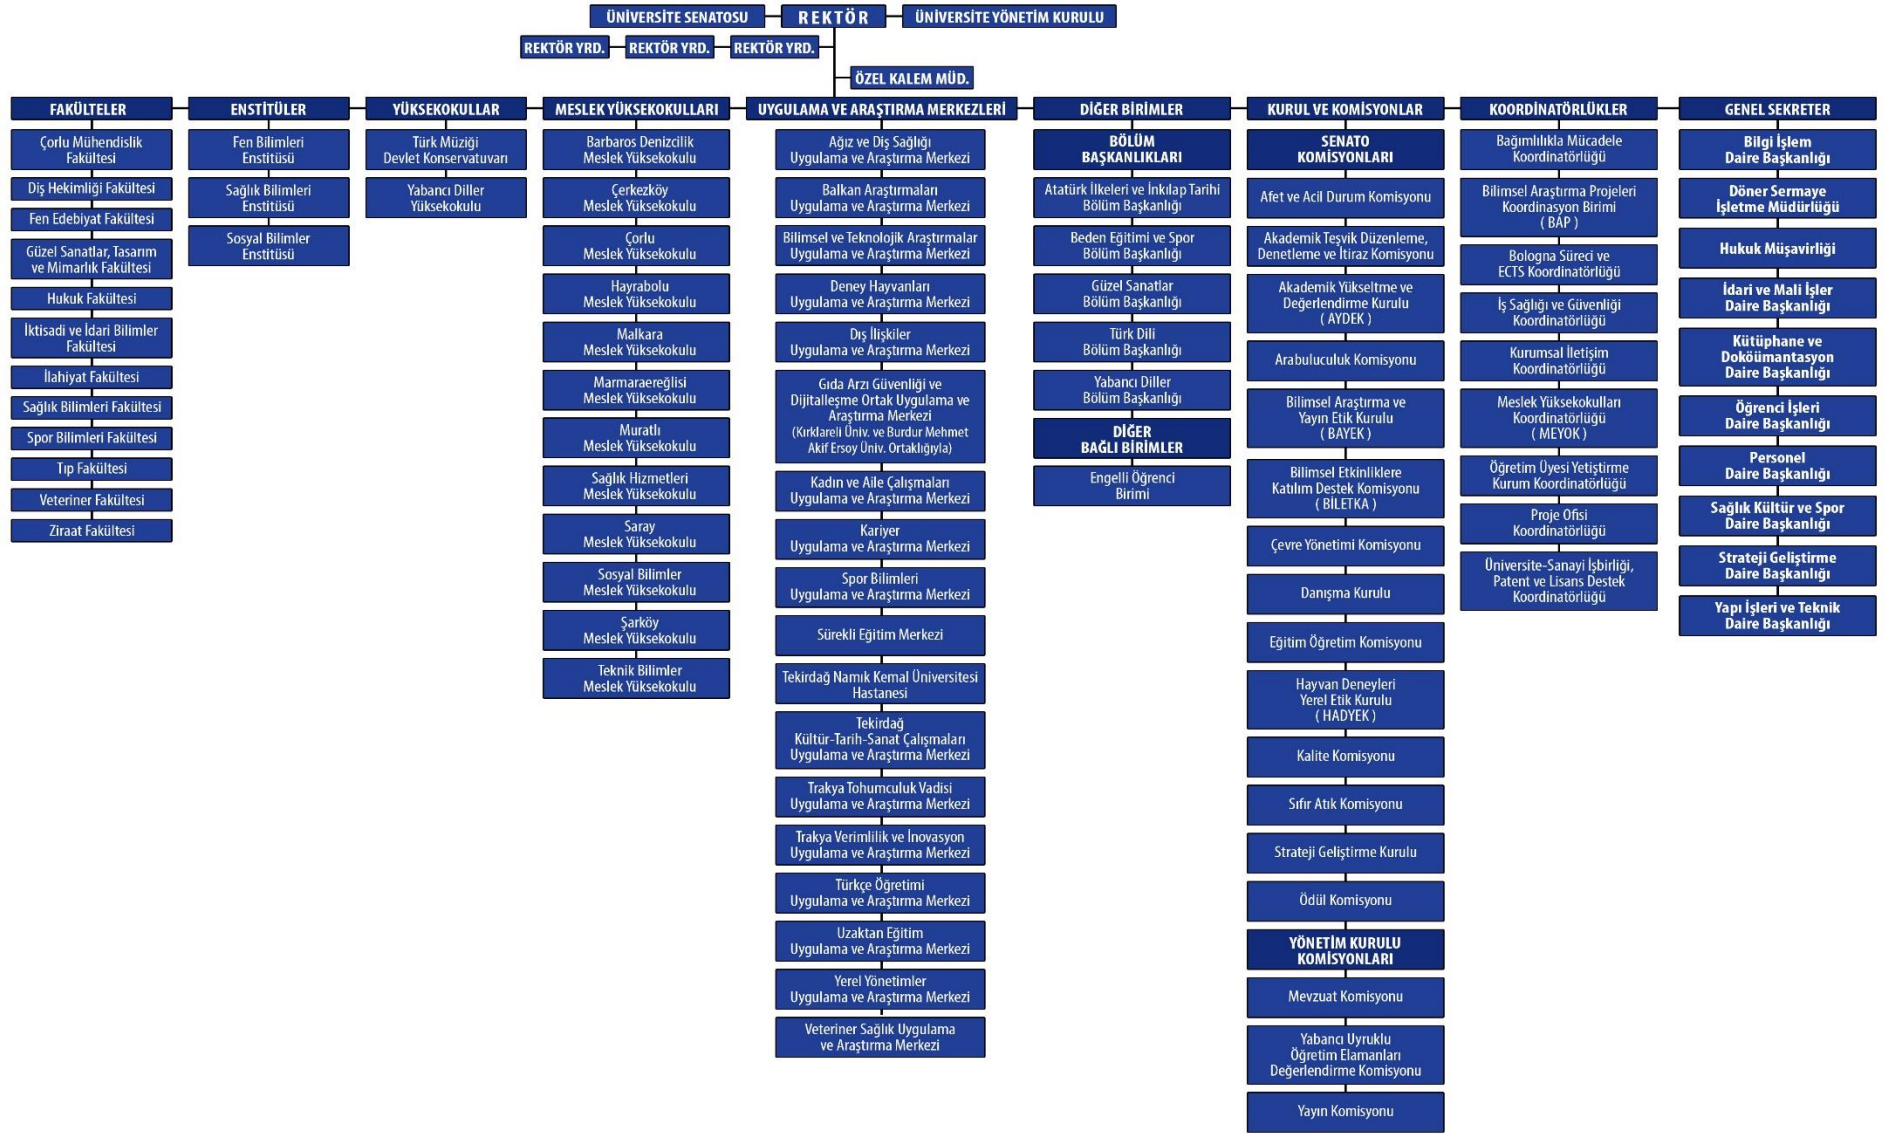 ÜNİVERSİTE SENATOSU
REKTÖR
ÜNİVERSİTE YÖNETİM KURULU
REKTÖR YRD.
REKTÖR YRD.
REKTÖR YRD.
ÖZEL KALEM MÜD.
FAKÜLTELER
Çorlu Mühendislik
Fakültesi
Diş Hekimliği Fakültesi
Fen Edebiyat Fakültesi
Güzel Sanatlar, Tasarım
ve Mimarlık Fakültesi
Hukuk Fakültesi
İktisadi ve İdari Bilimler
Fakültesi
İlahiyat Fakültesi
Sağlık Bilimleri Fakültesi
Spor Bilimleri Fakültesi
Tıp Fakültesi
Veteriner Fakültesi
Ziraat Fakültesi
ENSTİTÜLER
Fen Bilimleri
Enstitüsü
Sağlık Bilimleri
Enstitüsü
Sosyal Bilimler
Enstitüsü
YÜKSEKOKULLAR
Türk Müziği
Devlet Konservatuvarı
Yabancı Diller
Yüksekokulu
MESLEK YÜKSEKOKULLARI
Barbaros Denizcilik
Meslek Yüksekokulu
Çerkezköy
Meslek Yüksekokulu
Çorlu
Meslek Yüksekokulu
Hayrabolu
Meslek Yüksekokulu
Malkara
Meslek Yüksekokulu
Marmaraereğlisi
Meslek Yüksekokulu
Muratlı
Meslek Yüksekokulu
Sağlık Hizmetleri
Meslek Yüksekokulu
Saray
Meslek Yüksekokulu
Sosyal Bilimler
Meslek Yüksekokulu
Şarköy
Meslek Yüksekokulu
Teknik Bilimler
Meslek Yüksekokulu
UYGULAMA VE ARAŞTIRMA MERKEZLERİ
Ağız ve Diş Sağlığı
Uygulama ve Araştırma Merkezi
Balkan Araştırmaları
Uygulama ve Araştırma Merkezi
Bilimsel ve Teknolojik Araştırmalar
Uygulama ve Araştırma Merkezi
Deney Hayvanları
Uygulama ve Araştırma Merkezi
Dış İlişkiler
Uygulama ve Araştırma Merkezi
Gıda Arzı Güvenliği ve
Dijitalleşme Ortak Uygulama ve
Araştırma Merkezi
(Kırklareli Üniv. ve Burdur Mehmet
Akif Ersoy Üniv. Ortaklığıyla)
Kadın ve Aile Çalışmaları
Uygulama ve Araştırma Merkezi
Kariyer
Uygulama ve Araştırma Merkezi
Spor Bilimleri
Uygulama ve Araştırma Merkezi
Sürekli Eğitim Merkezi
Tekirdağ Namık Kemal Üniversitesi
Hastanesi
Tekirdağ
Kültür-Tarih-Sanat Çalışmaları
Uygulama ve Araştırma Merkezi
Trakya Tohumculuk Vadisi
Uygulama ve Araştırma Merkezi
Trakya Verimlilik ve İnovasyon
Uygulama ve Araştırma Merkezi
Türkçe Öğretimi
Uygulama ve Araştırma Merkezi
Uzaktan Eğitim
Uygulama ve Araştırma Merkezi
Yerel Yönetimler
Uygulama ve Araştırma Merkezi
Veteriner Sağlık Uygulama
ve Araştırma Merkezi
DİĞER BİRİMLER
BÖLÜM
BAŞKANLIKLARI
Atatürk İlkeleri ve İnkılap Tarihi
Bölüm Başkanlığı
Beden Eğitimi ve Spor
Bölüm Başkanlığı
Güzel Sanatlar
Bölüm Başkanlığı
Türk Dili
Bölüm Başkanlığı
Yabancı Diller
Bölüm Başkanlığı
DİĞER
BAĞLI BİRİMLER
Engelli Öğrenci
Birimi
KURUL VE KOMİSYONLAR
SENATO
KOMİSYONLARI
Afet ve Acil Durum Komisyonu
Akademik Teşvik Düzenleme,
Denetleme ve İtiraz Komisyonu
Akademik Yükseltme ve
Değerlendirme Kurulu
( AYDEK )
Arabuluculuk Komisyonu
Bilimsel Araştırma ve
Yayın Etik Kurulu
( BAYEK )
Bilimsel Etkinliklere
Katılım Destek Komisyonu
( BİLETKA )
Çevre Yönetimi Komisyonu
Danışma Kurulu
Eğitim Öğretim Komisyonu
Hayvan Deneyleri
Yerel Etik Kurulu
( HADYEK )
Kalite Komisyonu
Sıfır Atık Komisyonu
Strateji Geliştirme Kurulu
Ödül Komisyonu
YÖNETİM KURULU
KOMİSYONLARI
Mevzuat Komisyonu
Yabancı Uyruklu
Öğretim Elamanları
Değerlendirme Komisyonu
Yayın Komisyonu
KOORDİNATÖRLÜKLER
Bağımlılıkla Mücadele
Koordinatörlüğü
Bilimsel Araştırma Projeleri
Koordinasyon Birimi
( BAP )
Bologna Süreci ve
ECTS Koordinatörlüğü
İş Sağlığı ve Güvenliği
Koordinatörlüğü
Kurumsal İletişim
Koordinatörlüğü
Meslek Yüksekokulları
Koordinatörlüğü
( MEYOK )
Öğretim Üyesi Yetiştirme
Kurum Koordinatörlüğü
Proje Ofisi
Koordinatörlüğü
Üniversite-Sanayi İşbirliği,
Patent ve Lisans Destek
Koordinatörlüğü
GENEL SEKRETER
Bilgi İşlem
Daire Başkanlığı
Döner Sermaye
İşletme Müdürlüğü
Hukuk Müşavirliği
İdari ve Mali İşler
Daire Başkanlığı
Kütüphane ve
Doköümantasyon
Daire Başkanlığı
Öğrenci İşleri
Daire Başkanlığı
Personel
Daire Başkanlığı
Sağlık Kültür ve Spor
Daire Başkanlığı
Strateji Geliştirme
Daire Başkanlığı
Yapı İşleri ve Teknik
Daire Başkanlığı